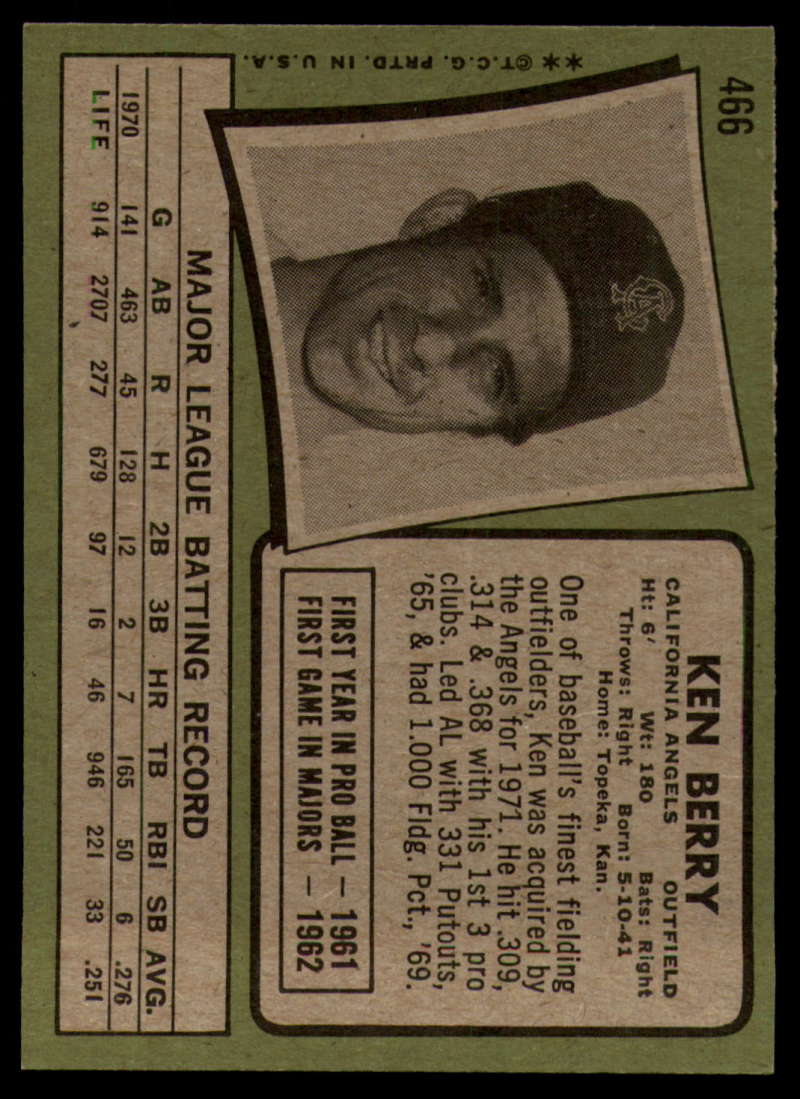 466
KEN BERRY
CALIFORNIA ANGELS OUTFIELD
Ht: 6' Wt: 180 Bats: Right
Throws: Right Born: 5-10-41
Home: Topeka, Kan.
One of baseball's finest fielding
outfielders, Ken was acquired by
the Angels for 1971. He hit .309,
.314 & .368 with his 1st 3 pro
clubs. Led AL with 331 Putouts,
'65, & had 1.000 Fldg. Pct., '69.
FIRST YEAR IN PRO BALL — 1961
FIRST GAME IN MAJORS — 1962
CA
**©T.C.G. PRTD. IN U.S.A.
MAJOR LEAGUE BATTING RECORD
G AB R H 2B 3B HR TB RBI SB AVG.
1970 141 463 45 128 12 2 7 165 50 6 .276
LIFE 914 2707 277 679 97 16 46 946 221 33 .251